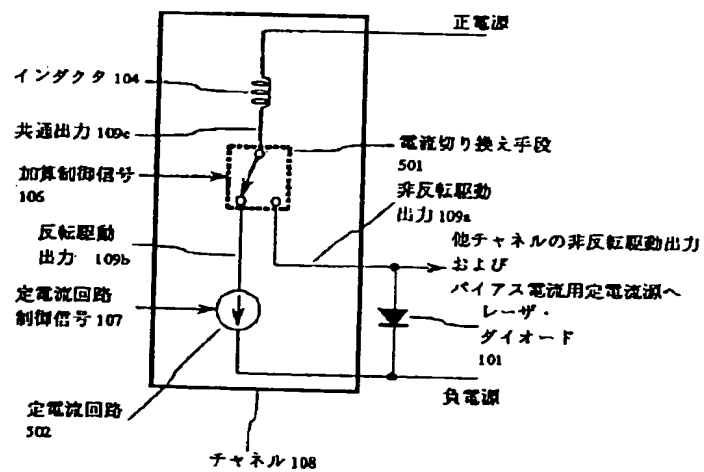 正電源
インダクタ 104
共通出力 109c
電流切り換え手段
501
加算制御信号
106
非反転駆動
出力 109a
反転駆動
出力 109b
他チャネルの非反転駆動出力
および
バイアス電流用定電流源へ
定電流回路
制御信号 107
レーザ・
ダイオード
101
負電源
定電流回路
502
チャネル 108